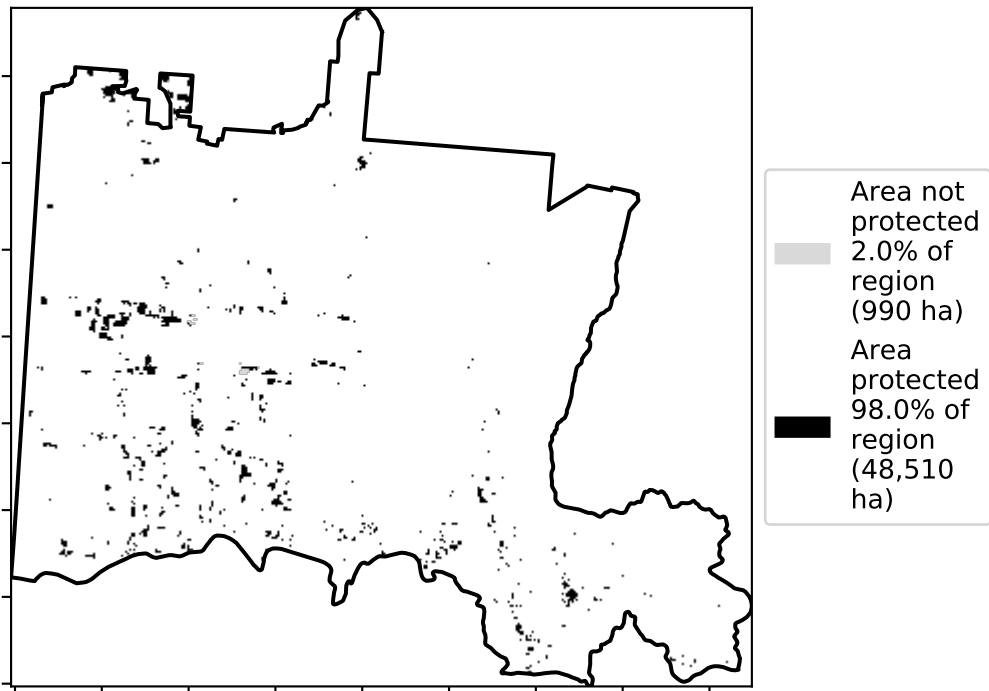 Area not
protected
2.0% of
region
(990 ha)
Area
protected
98.0% of
region
(48,510
ha)